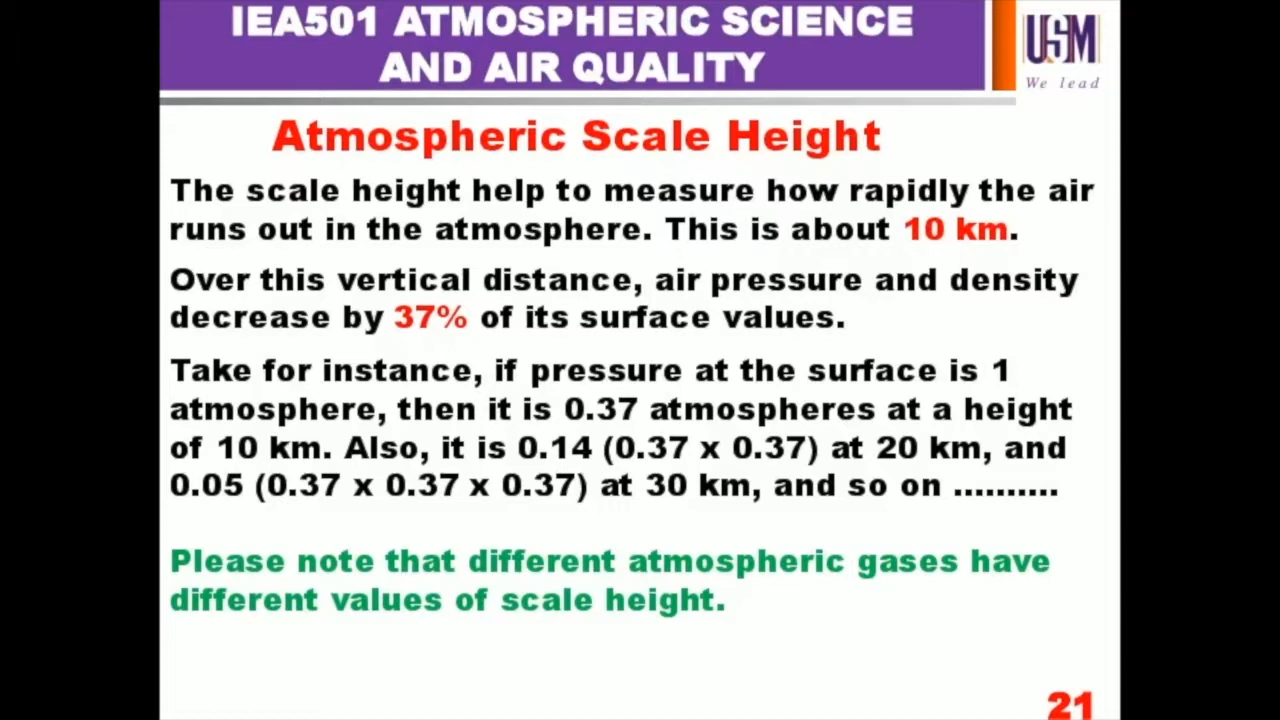 IEA501 ATMOSPHERIC SCIENCE
AND AIR QUALITY
USM
We lead
Atmospheric Scale Height
The scale height help to measure how rapidly the air
runs out in the atmosphere. This is about 10 km.
Over this vertical distance, air pressure and density
decrease by 37% of its surface values.
Take for instance, if pressure at the surface is 1
atmosphere, then it is 0.37 atmospheres at a height
of 10 km. Also, it is 0.14 (0.37 x 0.37) at 20 km, and
0.05 (0.37 x 0.37 x 0.37) at 30 km, and so on ..........
Please note that different atmospheric gases have
different values of scale height.
21